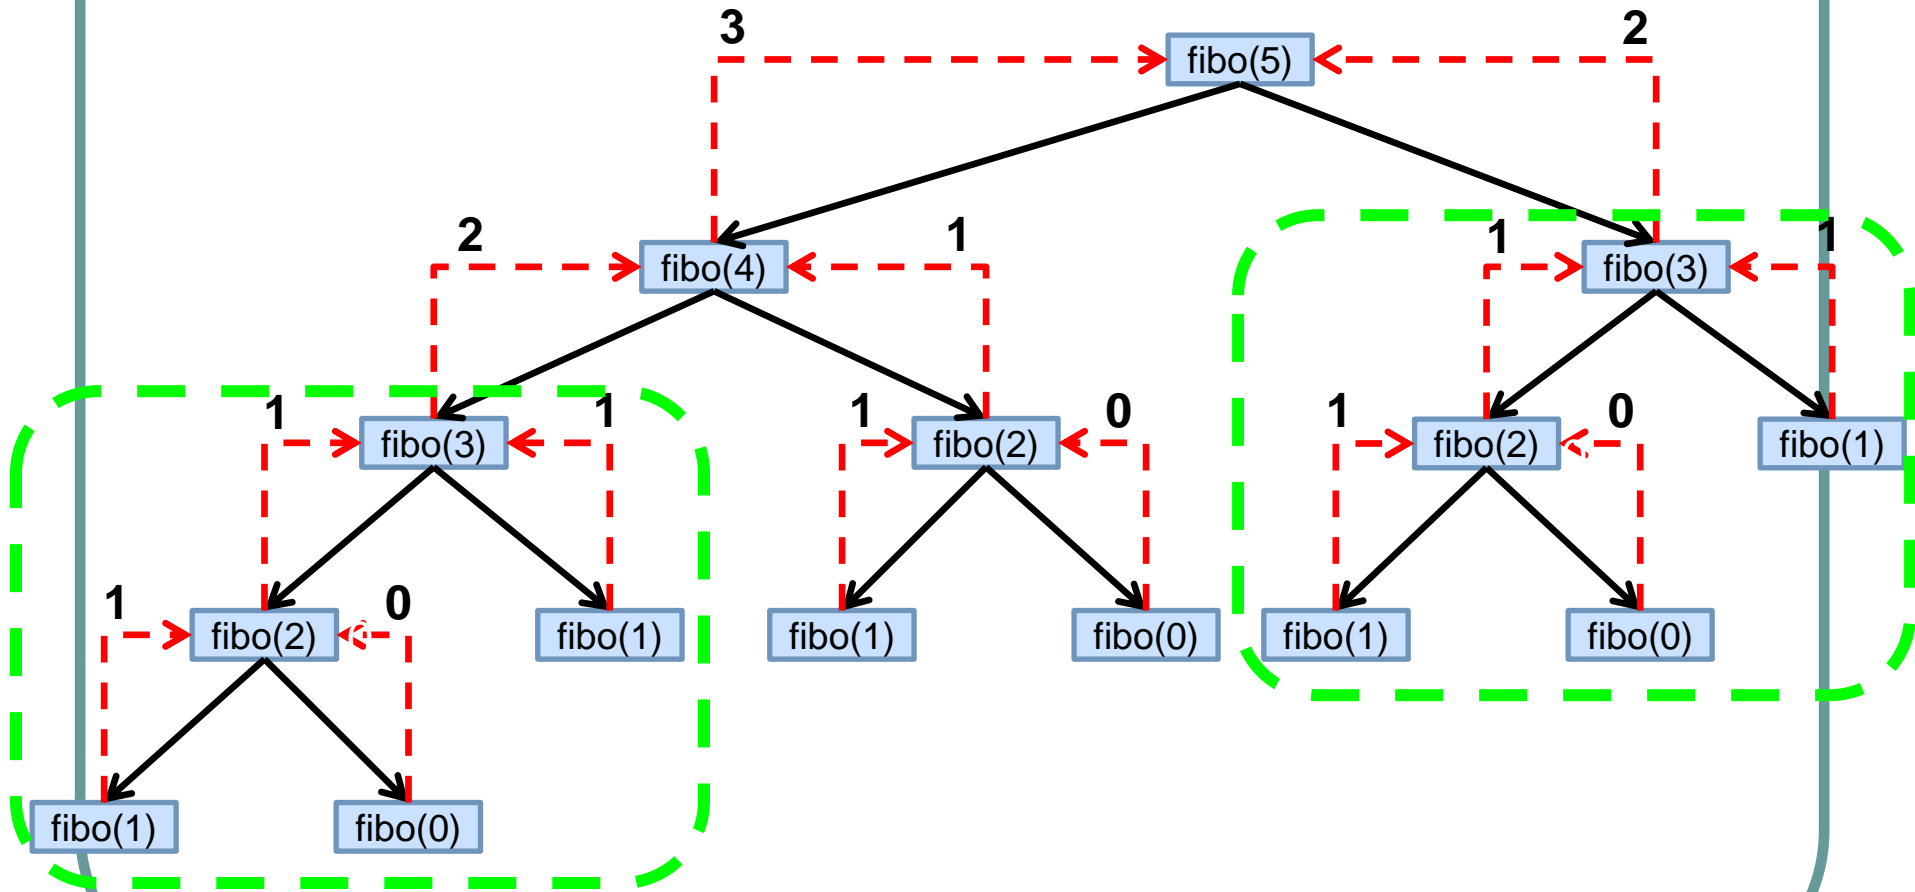 3 2
fibo(5)
2 1 1 1
fibo(4) fibo(3)
1 1 1 0 1 0
fibo(3) fibo(2) fibo(2) fibo(1)
1 0
fibo(2) fibo(1) fibo(1) fibo(0) fibo(1) fibo(0)
fibo(1) fibo(0)